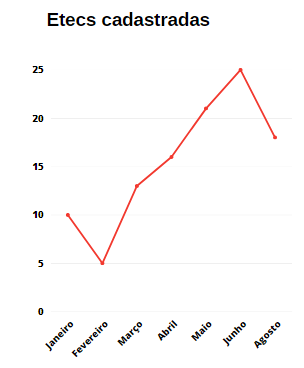 Etecs cadastradas
25
20
15
10
5
0
Janeiro
Fevereiro
Março
Abril
Maio
Junho
Agosto